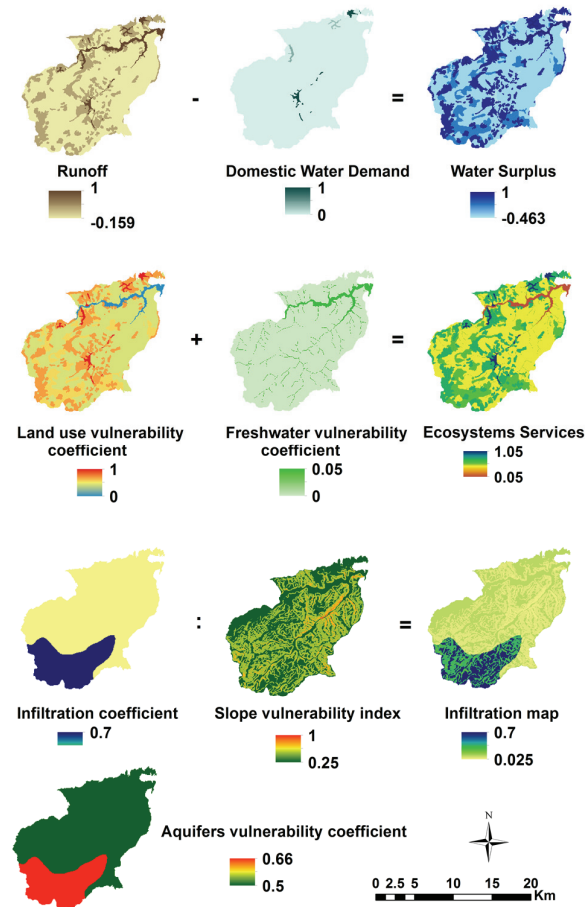 -
=
Runoff
1
-0.159
Domestic Water Demand
1
0
Water Surplus
1
-0.463
+
=
Land use vulnerability
coefficient
1
0
Freshwater vulnerability
coefficient
0.05
0
Ecosystems Services
1.05
0.05
:
=
Infiltration coefficient
0.7
Slope vulnerability index
1
0.25
Infiltration map
0.7
0.025
Aquifers vulnerability coefficient
0.66
0.5
N
0 2.5 5 10 15 20
Km